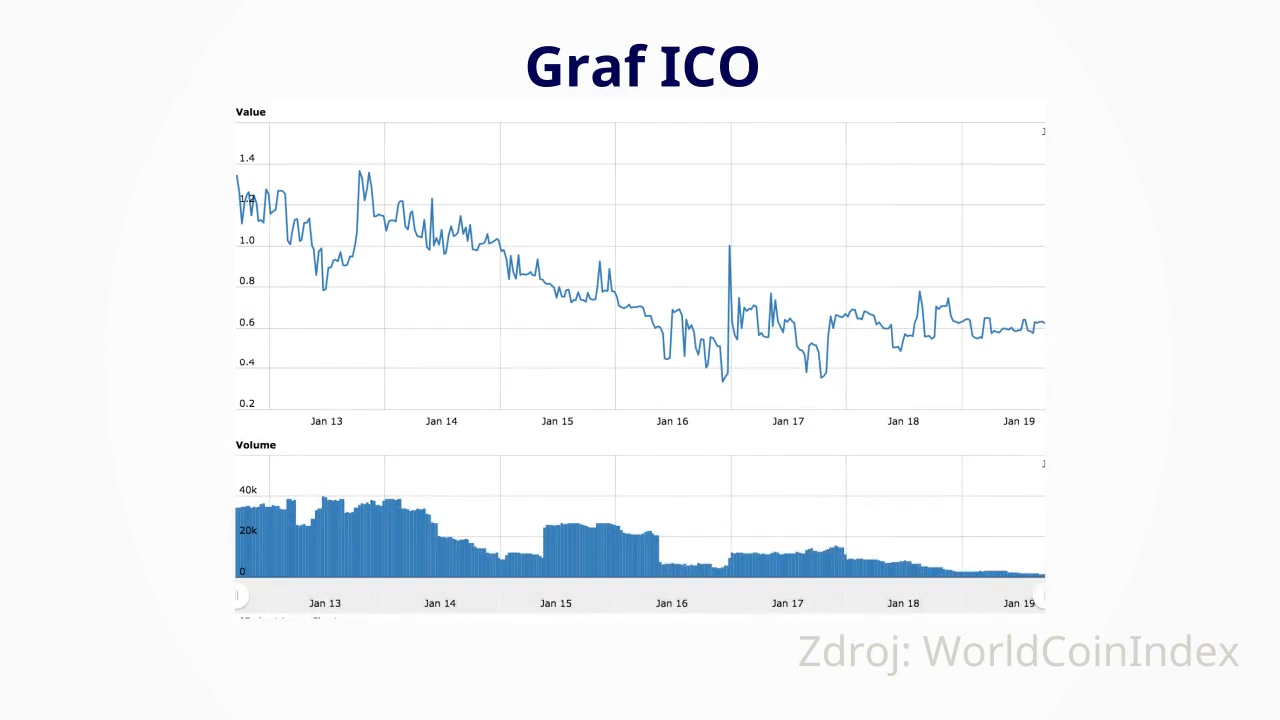 Graf ICO
Value
1.4
1.2
1.0
0.8
0.6
0.4
0.2
Jan 13 Jan 14 Jan 15 Jan 16 Jan 17 Jan 18 Jan 19
Volume
40k
20k
0
Jan 13 Jan 14 Jan 15 Jan 16 Jan 17 Jan 18 Jan 19
Zdroj: WorldCoinIndex